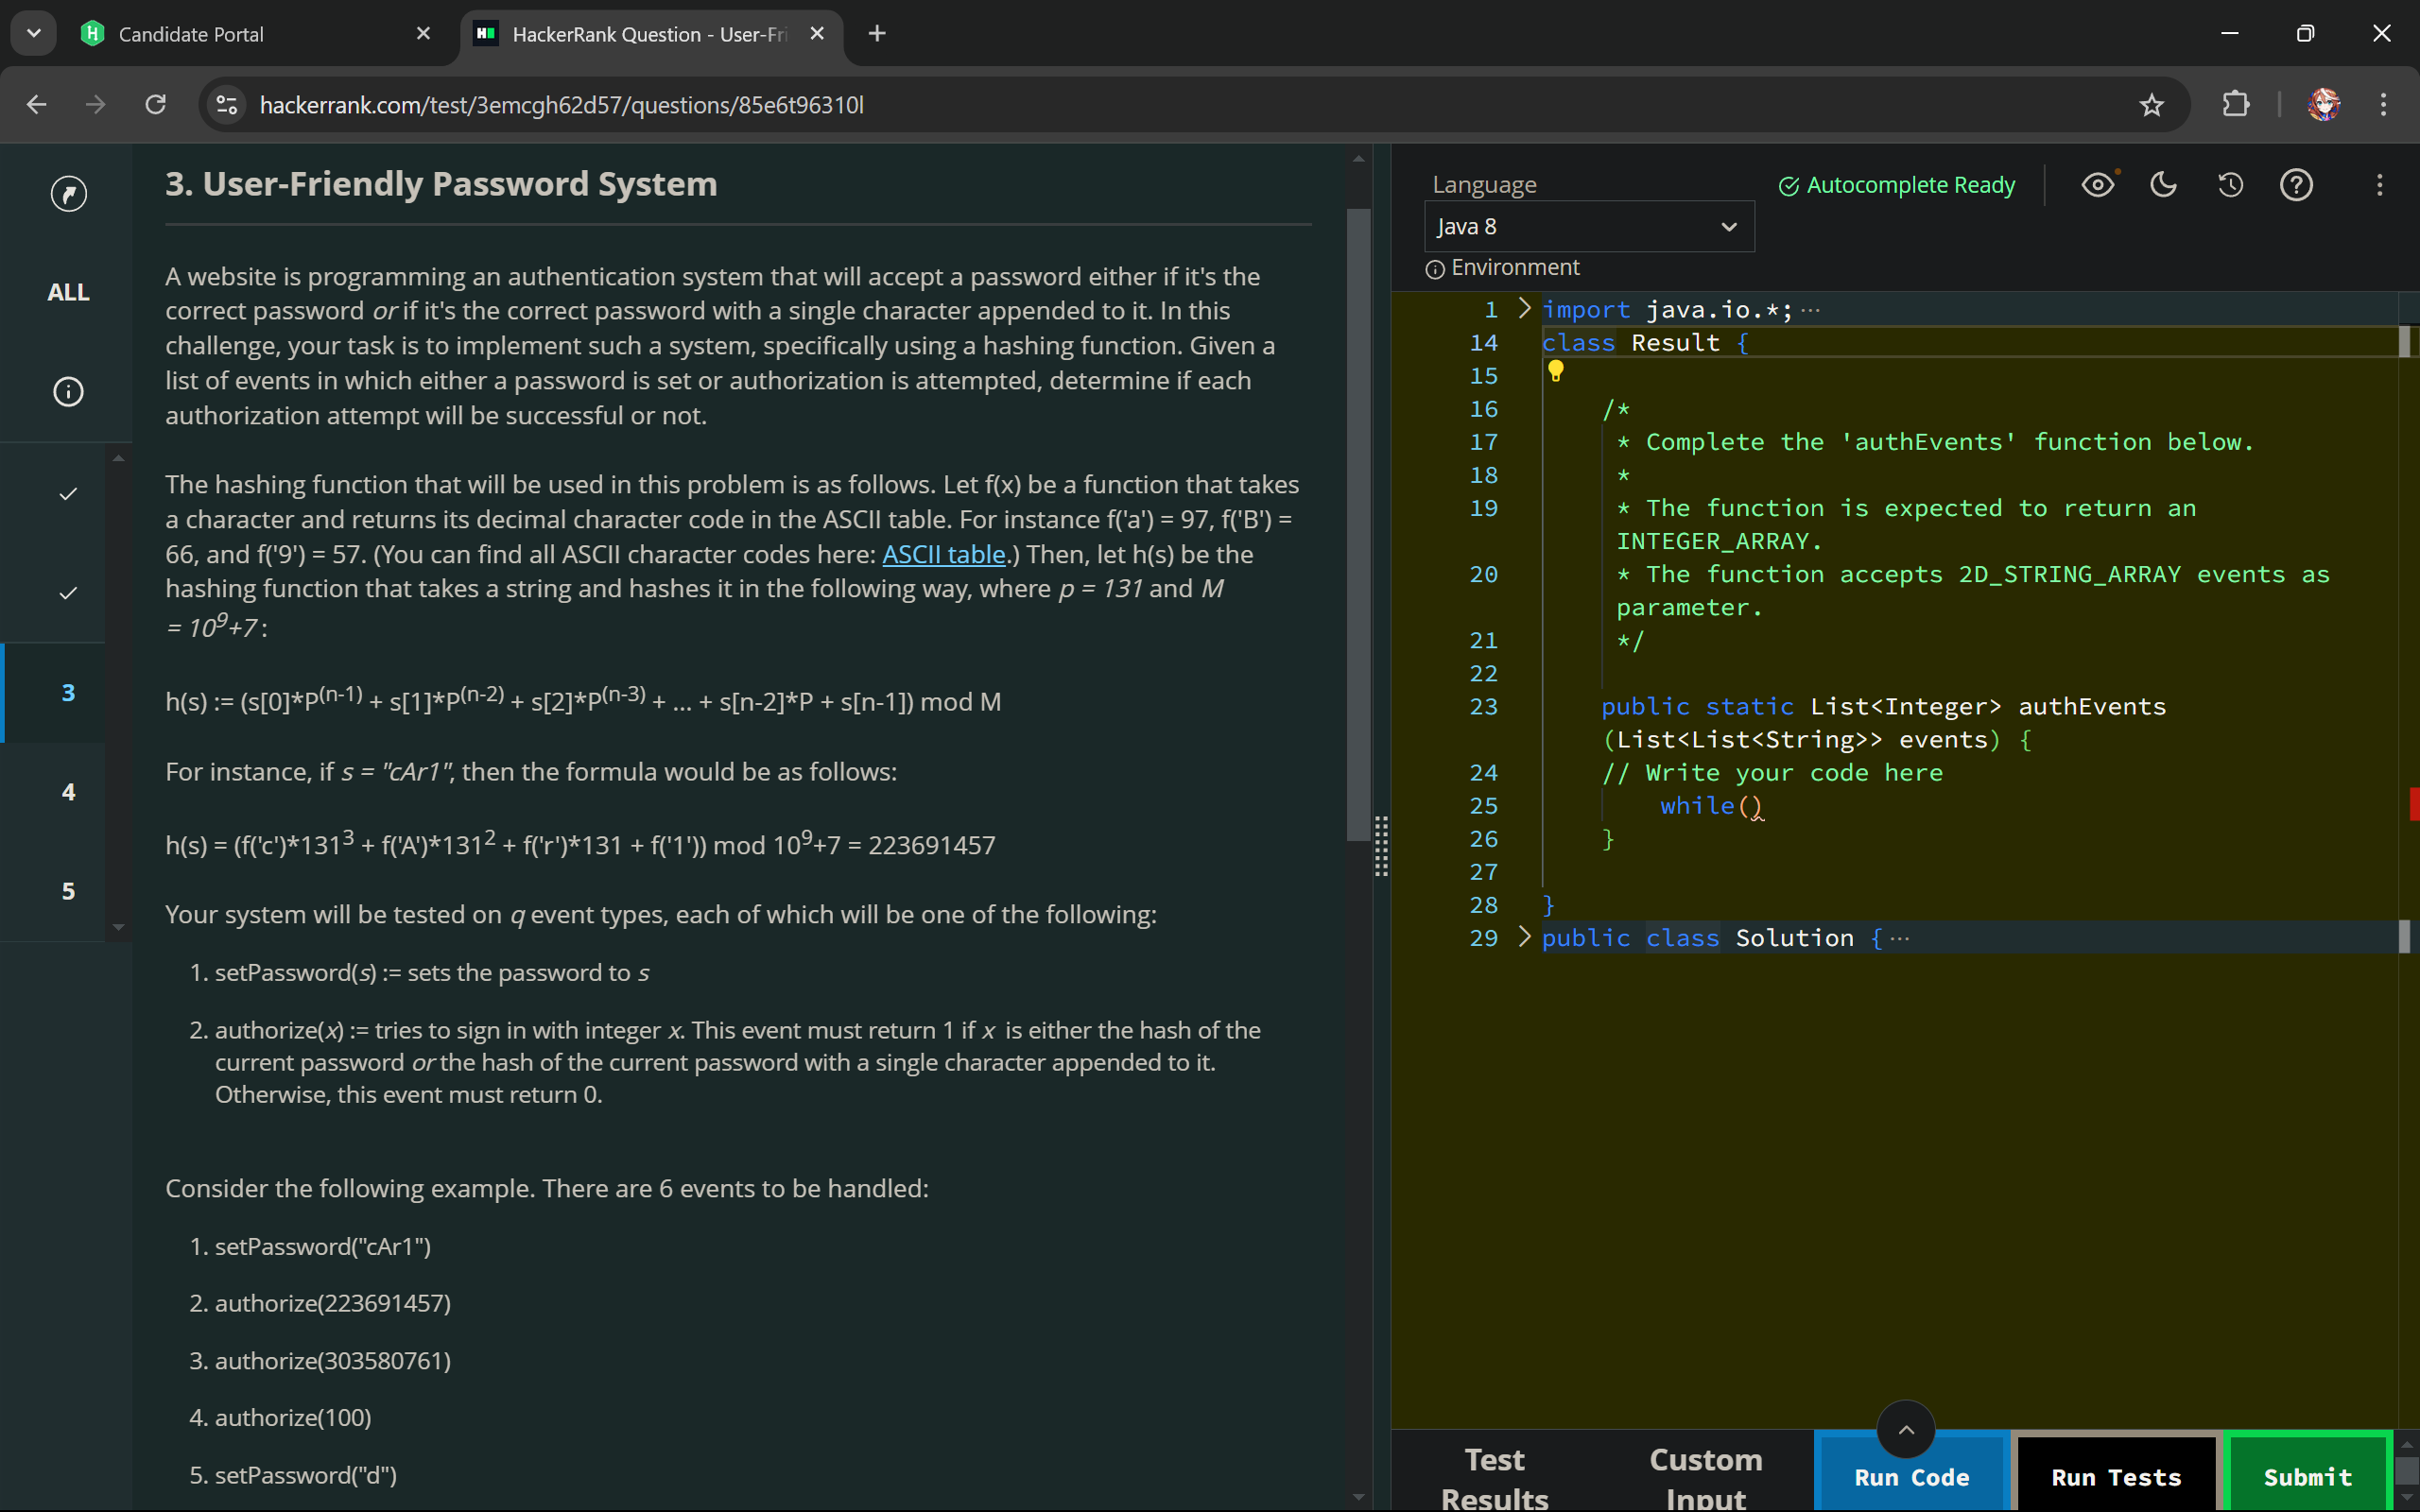 Candidate Portal
HackerRank Question - User-Fri
hackerrank.com/test/3emcgh62d57/questions/85e6t96310l
ALL
3
4
5
3. User-Friendly Password System
A website is programming an authentication system that will accept a password either if it's the
correct password or if it's the correct password with a single character appended to it. In this
challenge, your task is to implement such a system, specifically using a hashing function. Given a
list of events in which either a password is set or authorization is attempted, determine if each
authorization attempt will be successful or not.
The hashing function that will be used in this problem is as follows. Let f(x) be a function that takes
a character and returns its decimal character code in the ASCII table. For instance f('a') = 97, f('B') =
66, and f('9') = 57. (You can find all ASCII character codes here: ASCII table.) Then, let h(s) be the
hashing function that takes a string and hashes it in the following way, where p = 131 and M
= 10⁹+7:
h(s) := (s[0]*P⁽ⁿ⁻¹⁾ + s[1]*P⁽ⁿ⁻²⁾ + s[2]*P⁽ⁿ⁻³⁾ + ... + s[n-2]*P + s[n-1]) mod M
For instance, if s = "cAr1", then the formula would be as follows:
h(s) = (f('c')*131³ + f('A')*131² + f('r')*131 + f('1')) mod 10⁹+7 = 223691457
Your system will be tested on q event types, each of which will be one of the following:
1. setPassword(s) := sets the password to s
2. authorize(x) := tries to sign in with integer x. This event must return 1 if x is either the hash of the
current password or the hash of the current password with a single character appended to it.
Otherwise, this event must return 0.
Consider the following example. There are 6 events to be handled:
1. setPassword("cAr1")
2. authorize(223691457)
3. authorize(303580761)
4. authorize(100)
5. setPassword("d")
Language
Autocomplete Ready
Java 8
Environment
1 import java.io.*; ···
14 class Result {
15
16 /*
17 * Complete the 'authEvents' function below.
18 *
19 * The function is expected to return an
INTEGER_ARRAY.
20 * The function accepts 2D_STRING_ARRAY events as
parameter.
21 */
22
23 public static List<Integer> authEvents
(List<List<String>> events) {
24 // Write your code here
25 while()
26 }
27
28 }
29 public class Solution { ···
Test
Results
Custom
Input
Run Code
Run Tests
Submit